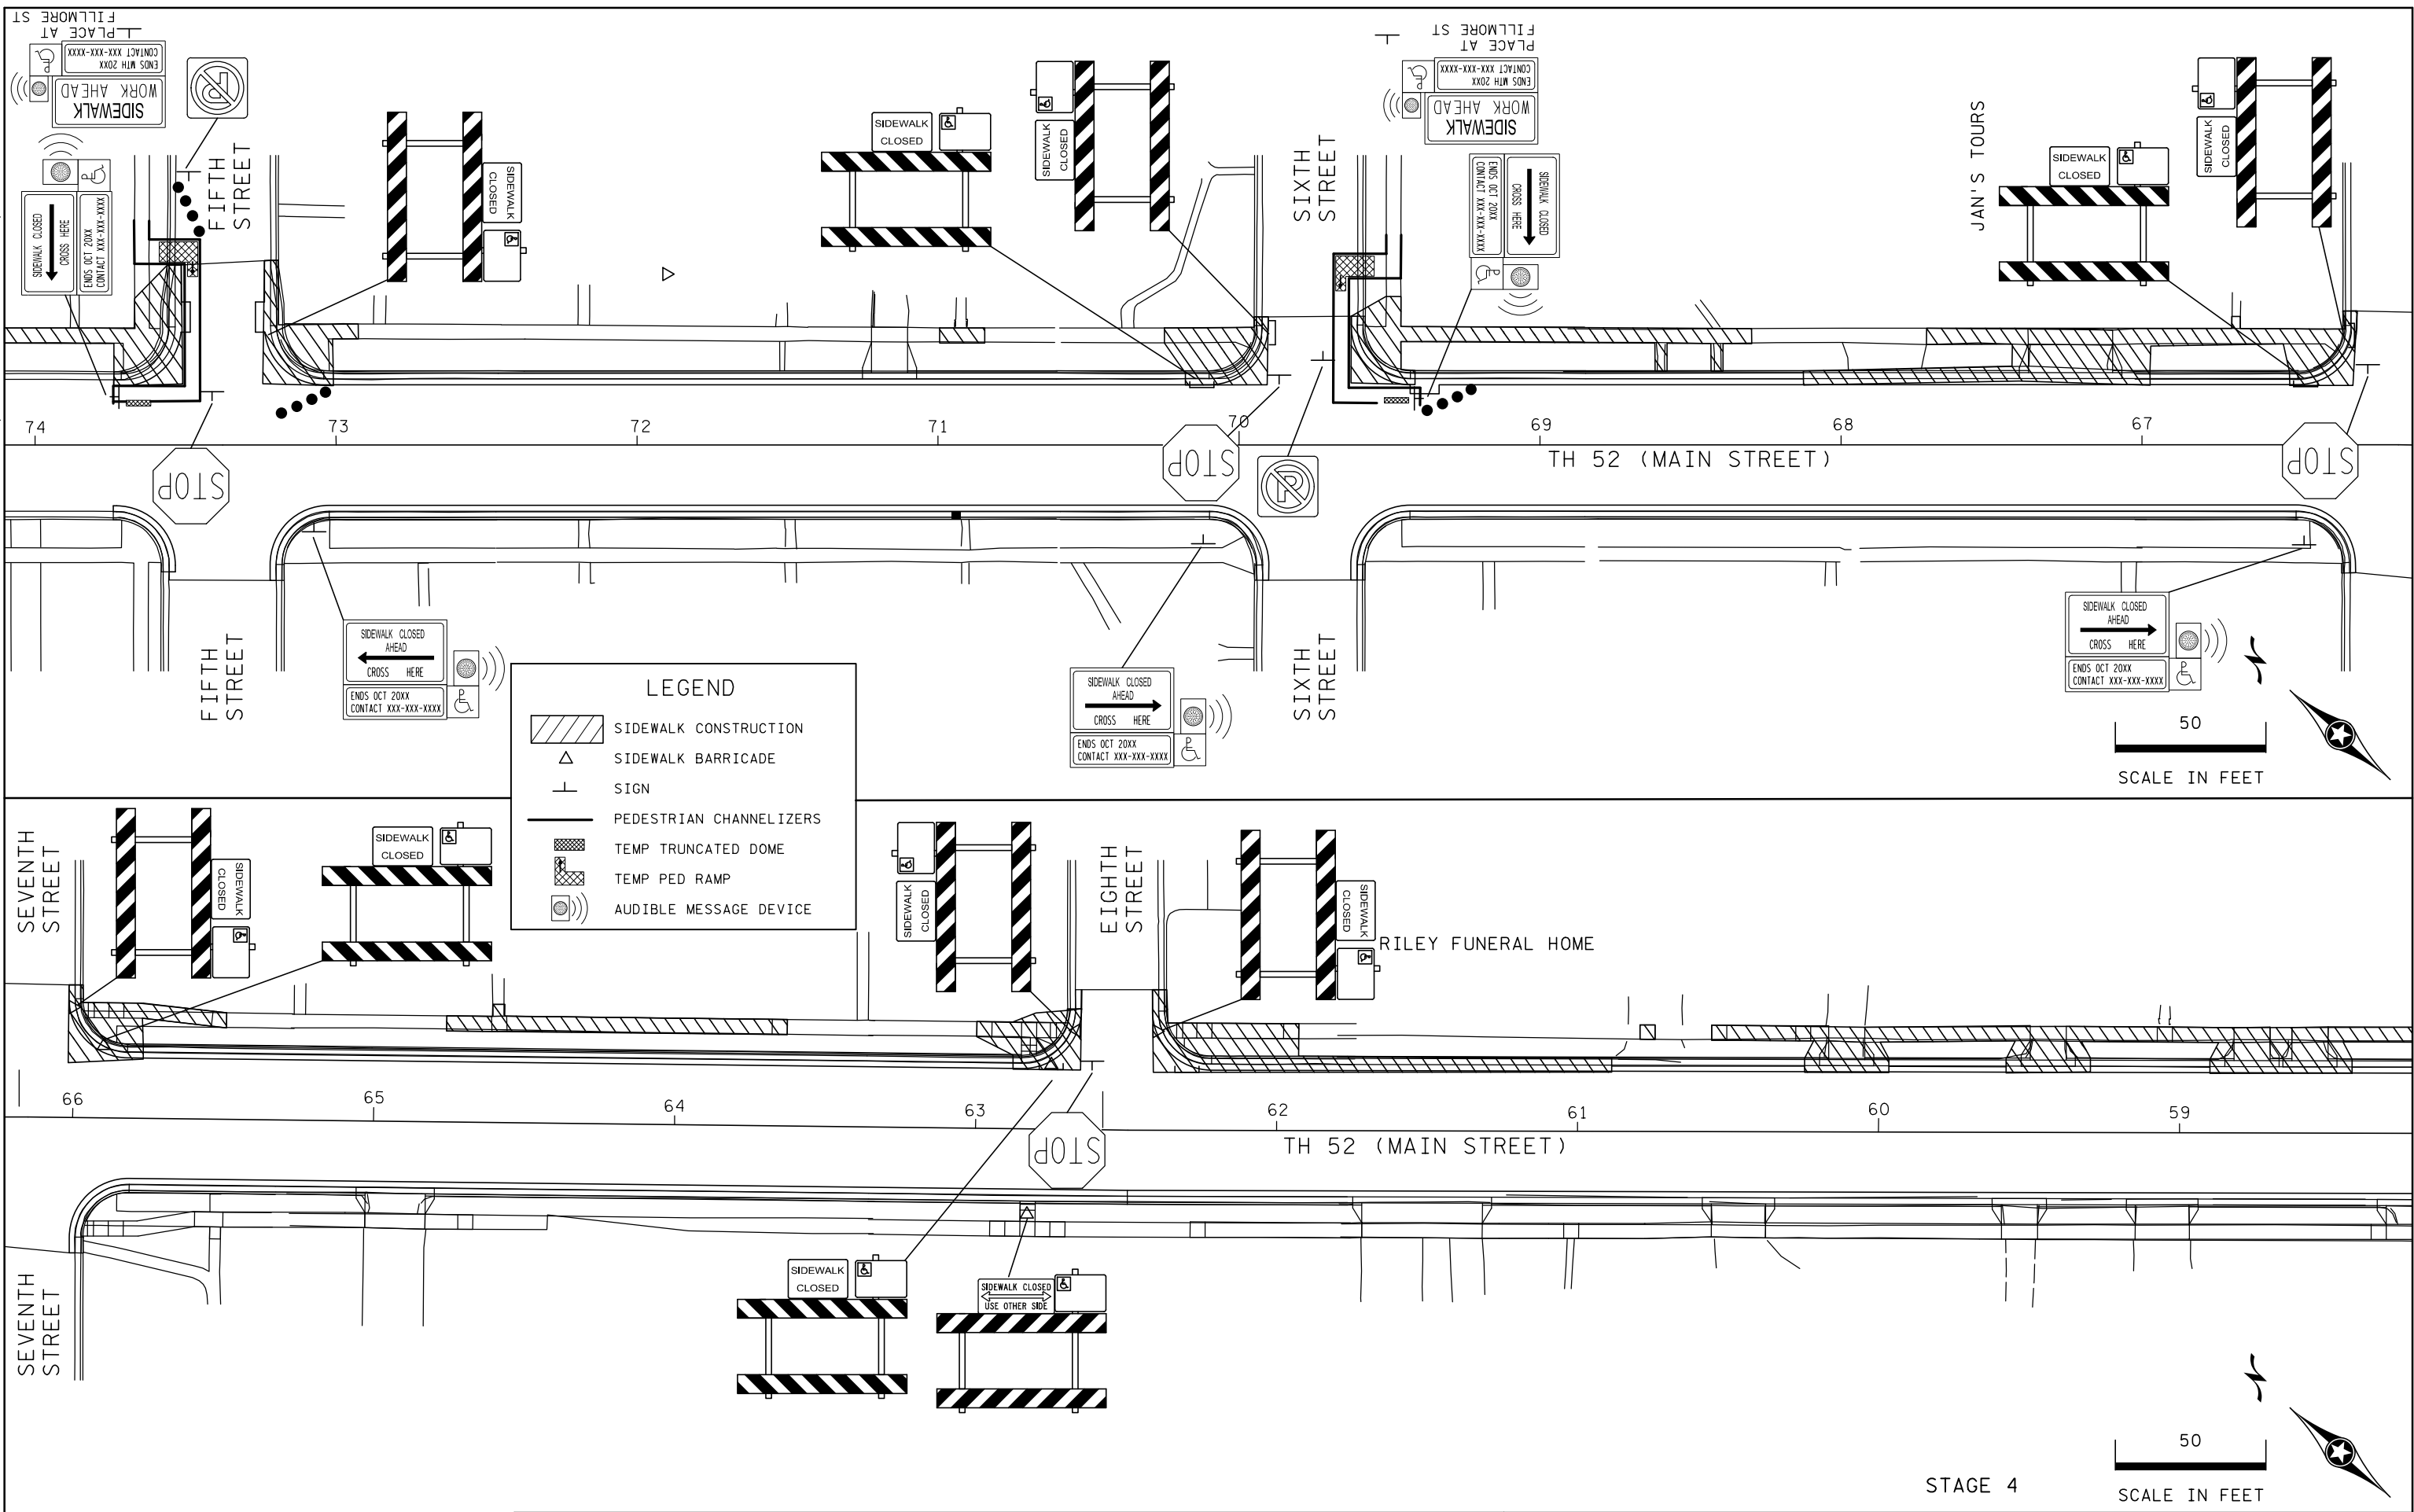 PLACE AT
FILLMORE ST
SIDEWALK
WORK AHEAD
ENDS MTH 20XX
CONTACT XXX-XXX-XXXX
P
SIDEWALK CLOSED
CROSS HERE
ENDS OCT 20XX
CONTACT XXX-XXX-XXXX
FIFTH
STREET
SIDEWALK
CLOSED
SIDEWALK
CLOSED
SIDEWALK
CLOSED
SIXTH
STREET
PLACE AT
FILLMORE ST
SIDEWALK
WORK AHEAD
ENDS MTH 20XX
CONTACT XXX-XXX-XXXX
SIDEWALK CLOSED
CROSS HERE
ENDS OCT 20XX
CONTACT XXX-XXX-XXXX
JAN'S TOURS
SIDEWALK
CLOSED
SIDEWALK
CLOSED
74
73
72
71
70
69
68
67
STOP
STOP
P
TH 52 (MAIN STREET)
STOP
FIFTH
STREET
SIDEWALK CLOSED
AHEAD
CROSS HERE
ENDS OCT 20XX
CONTACT XXX-XXX-XXXX
SIDEWALK CLOSED
AHEAD
CROSS HERE
ENDS OCT 20XX
CONTACT XXX-XXX-XXXX
SIXTH
STREET
SIDEWALK CLOSED
AHEAD
CROSS HERE
ENDS OCT 20XX
CONTACT XXX-XXX-XXXX
50
SCALE IN FEET
LEGEND
SIDEWALK CONSTRUCTION
SIDEWALK BARRICADE
SIGN
PEDESTRIAN CHANNELIZERS
TEMP TRUNCATED DOME
TEMP PED RAMP
AUDIBLE MESSAGE DEVICE
SEVENTH
STREET
SIDEWALK
CLOSED
SIDEWALK
CLOSED
SIDEWALK
CLOSED
EIGHTH
STREET
SIDEWALK
CLOSED
RILEY FUNERAL HOME
66
65
64
63
62
61
60
59
STOP
TH 52 (MAIN STREET)
SEVENTH
STREET
SIDEWALK
CLOSED
SIDEWALK CLOSED
USE OTHER SIDE
STAGE 4
50
SCALE IN FEET